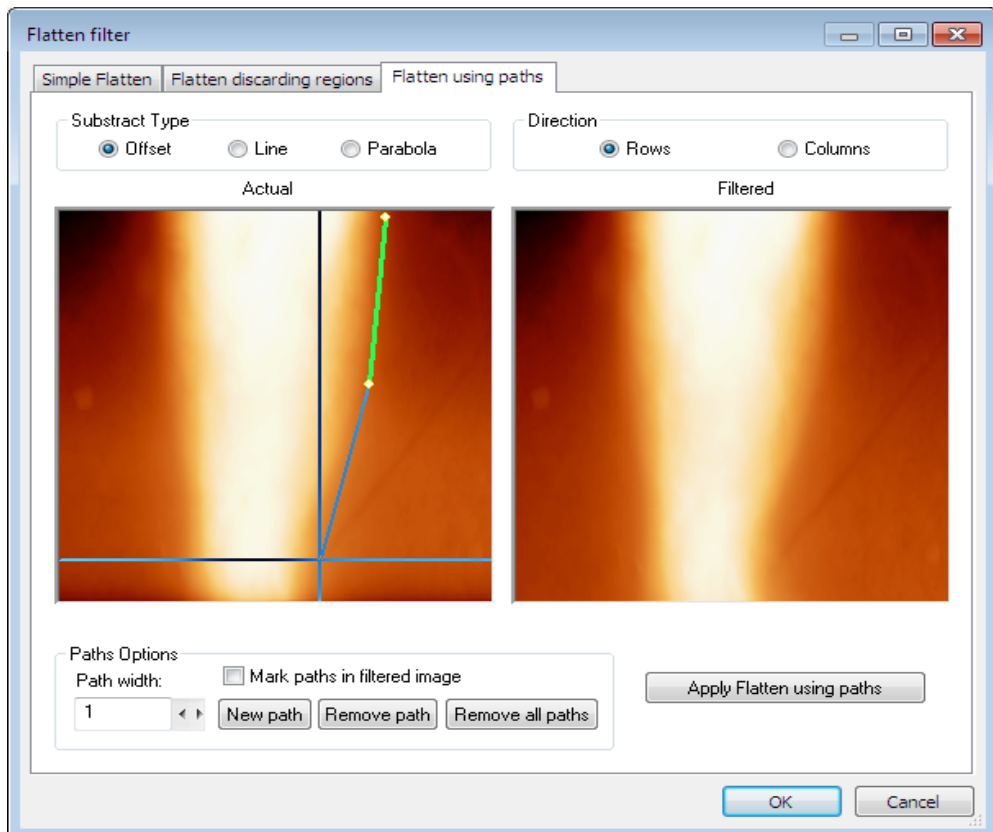 Flatten filter
Simple Flatten Flatten discarding regions Flatten using paths
Substract Type Direction
Offset Line Parabola Rows Columns
Actual Filtered
Paths Options
Path width: Mark paths in filtered image
1 New path Remove path Remove all paths Apply Flatten using paths
OK Cancel